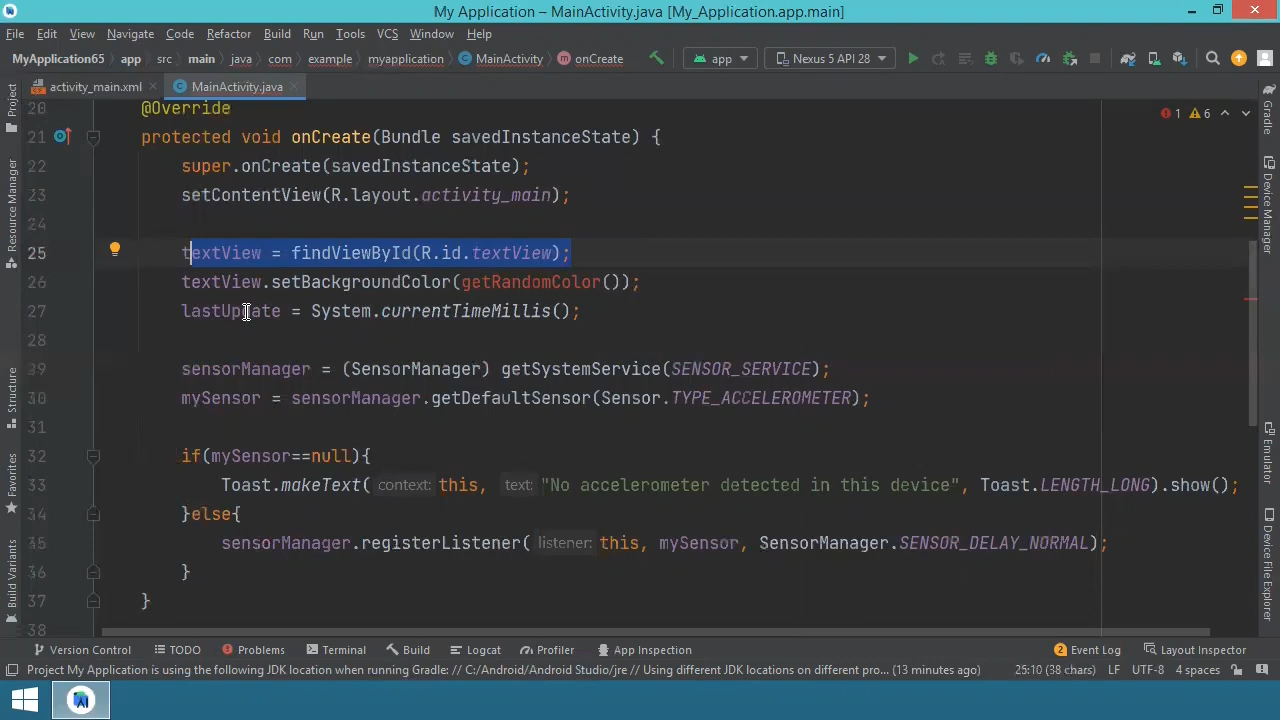 My Application – MainActivity.java [My_Application.app.main]
File Edit View Navigate Code Refactor Build Run Tools VCS Window Help
MyApplication65 app src main java com example myapplication MainActivity onCreate app Nexus 5 API 28
activity_main.xml MainActivity.java
Project
Resource Manager
Structure
Favorites
Build Variants
20 @Override
1 6
21 protected void onCreate(Bundle savedInstanceState) {
22 super.onCreate(savedInstanceState);
23 setContentView(R.layout.activity_main);
24
25 textView = findViewById(R.id.textView);
26 textView.setBackgroundColor(getRandomColor());
27 lastUpdate = System.currentTimeMillis();
28
29 sensorManager = (SensorManager) getSystemService(SENSOR_SERVICE);
30 mySensor = sensorManager.getDefaultSensor(Sensor.TYPE_ACCELEROMETER);
31
32 if(mySensor==null){
33 Toast.makeText( context: this, text: "No accelerometer detected in this device", Toast.LENGTH_LONG).show();
34 }else{
35 sensorManager.registerListener( listener: this, mySensor, SensorManager.SENSOR_DELAY_NORMAL);
36 }
37 }
38
Gradle
Device Manager
Emulator
Device File Explorer
Version Control TODO Problems Terminal Build Logcat Profiler App Inspection 2 Event Log Layout Inspector
Project My Application is using the following JDK location when running Gradle: // C:/Android/Android Studio/jre // Using different JDK locations on different pro... (13 minutes ago) 25:10 (38 chars) LF UTF-8 4 spaces